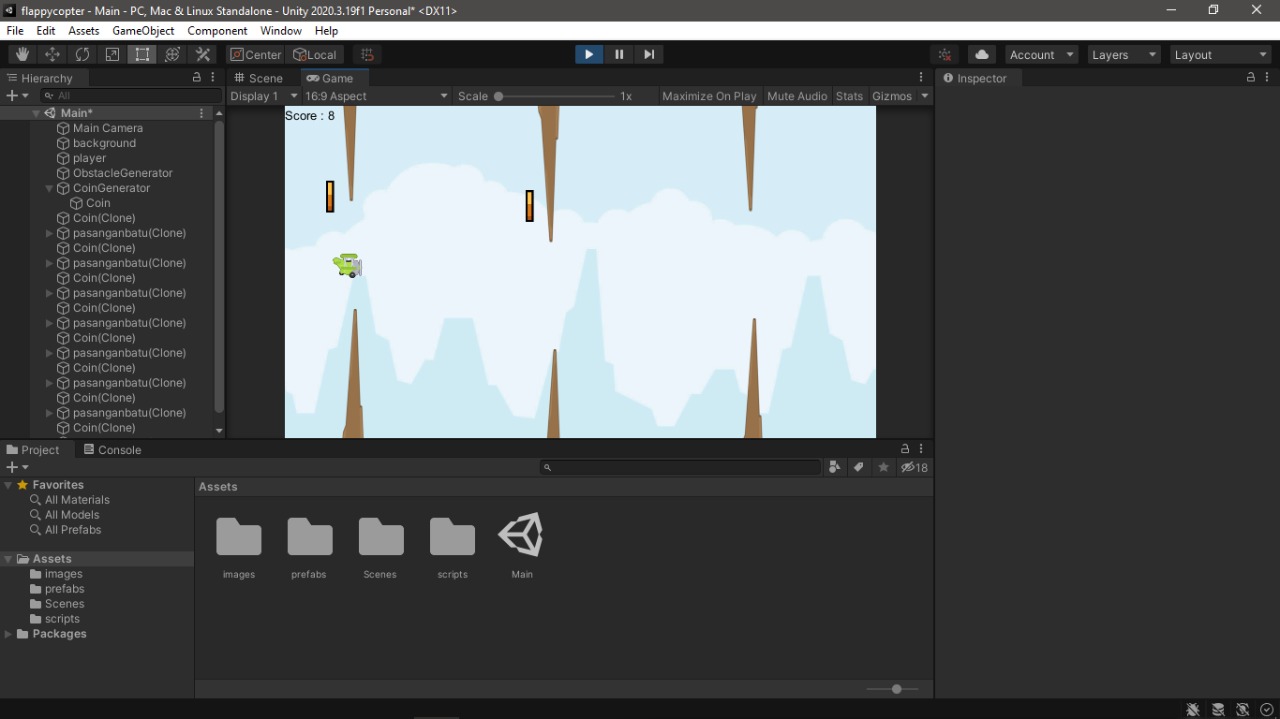 flappycopter - Main - PC, Mac & Linux Standalone - Unity 2020.3.19f1 Personal* <DX11>
File Edit Assets GameObject Component Window Help
Center Local Account Layers Layout
Hierarchy
All
Main*
Main Camera
background
player
ObstacleGenerator
CoinGenerator
Coin
Coin(Clone)
pasanganbatu(Clone)
Coin(Clone)
pasanganbatu(Clone)
Coin(Clone)
pasanganbatu(Clone)
Coin(Clone)
pasanganbatu(Clone)
Coin(Clone)
pasanganbatu(Clone)
Coin(Clone)
pasanganbatu(Clone)
Coin(Clone)
pasanganbatu(Clone)
Coin(Clone)
Scene Game
Display 1 16:9 Aspect Scale 1x Maximize On Play Mute Audio Stats Gizmos
Score : 8
Inspector
Project Console
18
Favorites
All Materials
All Models
All Prefabs
Assets
images
prefabs
Scenes
scripts
Packages
Assets
images prefabs Scenes scripts Main